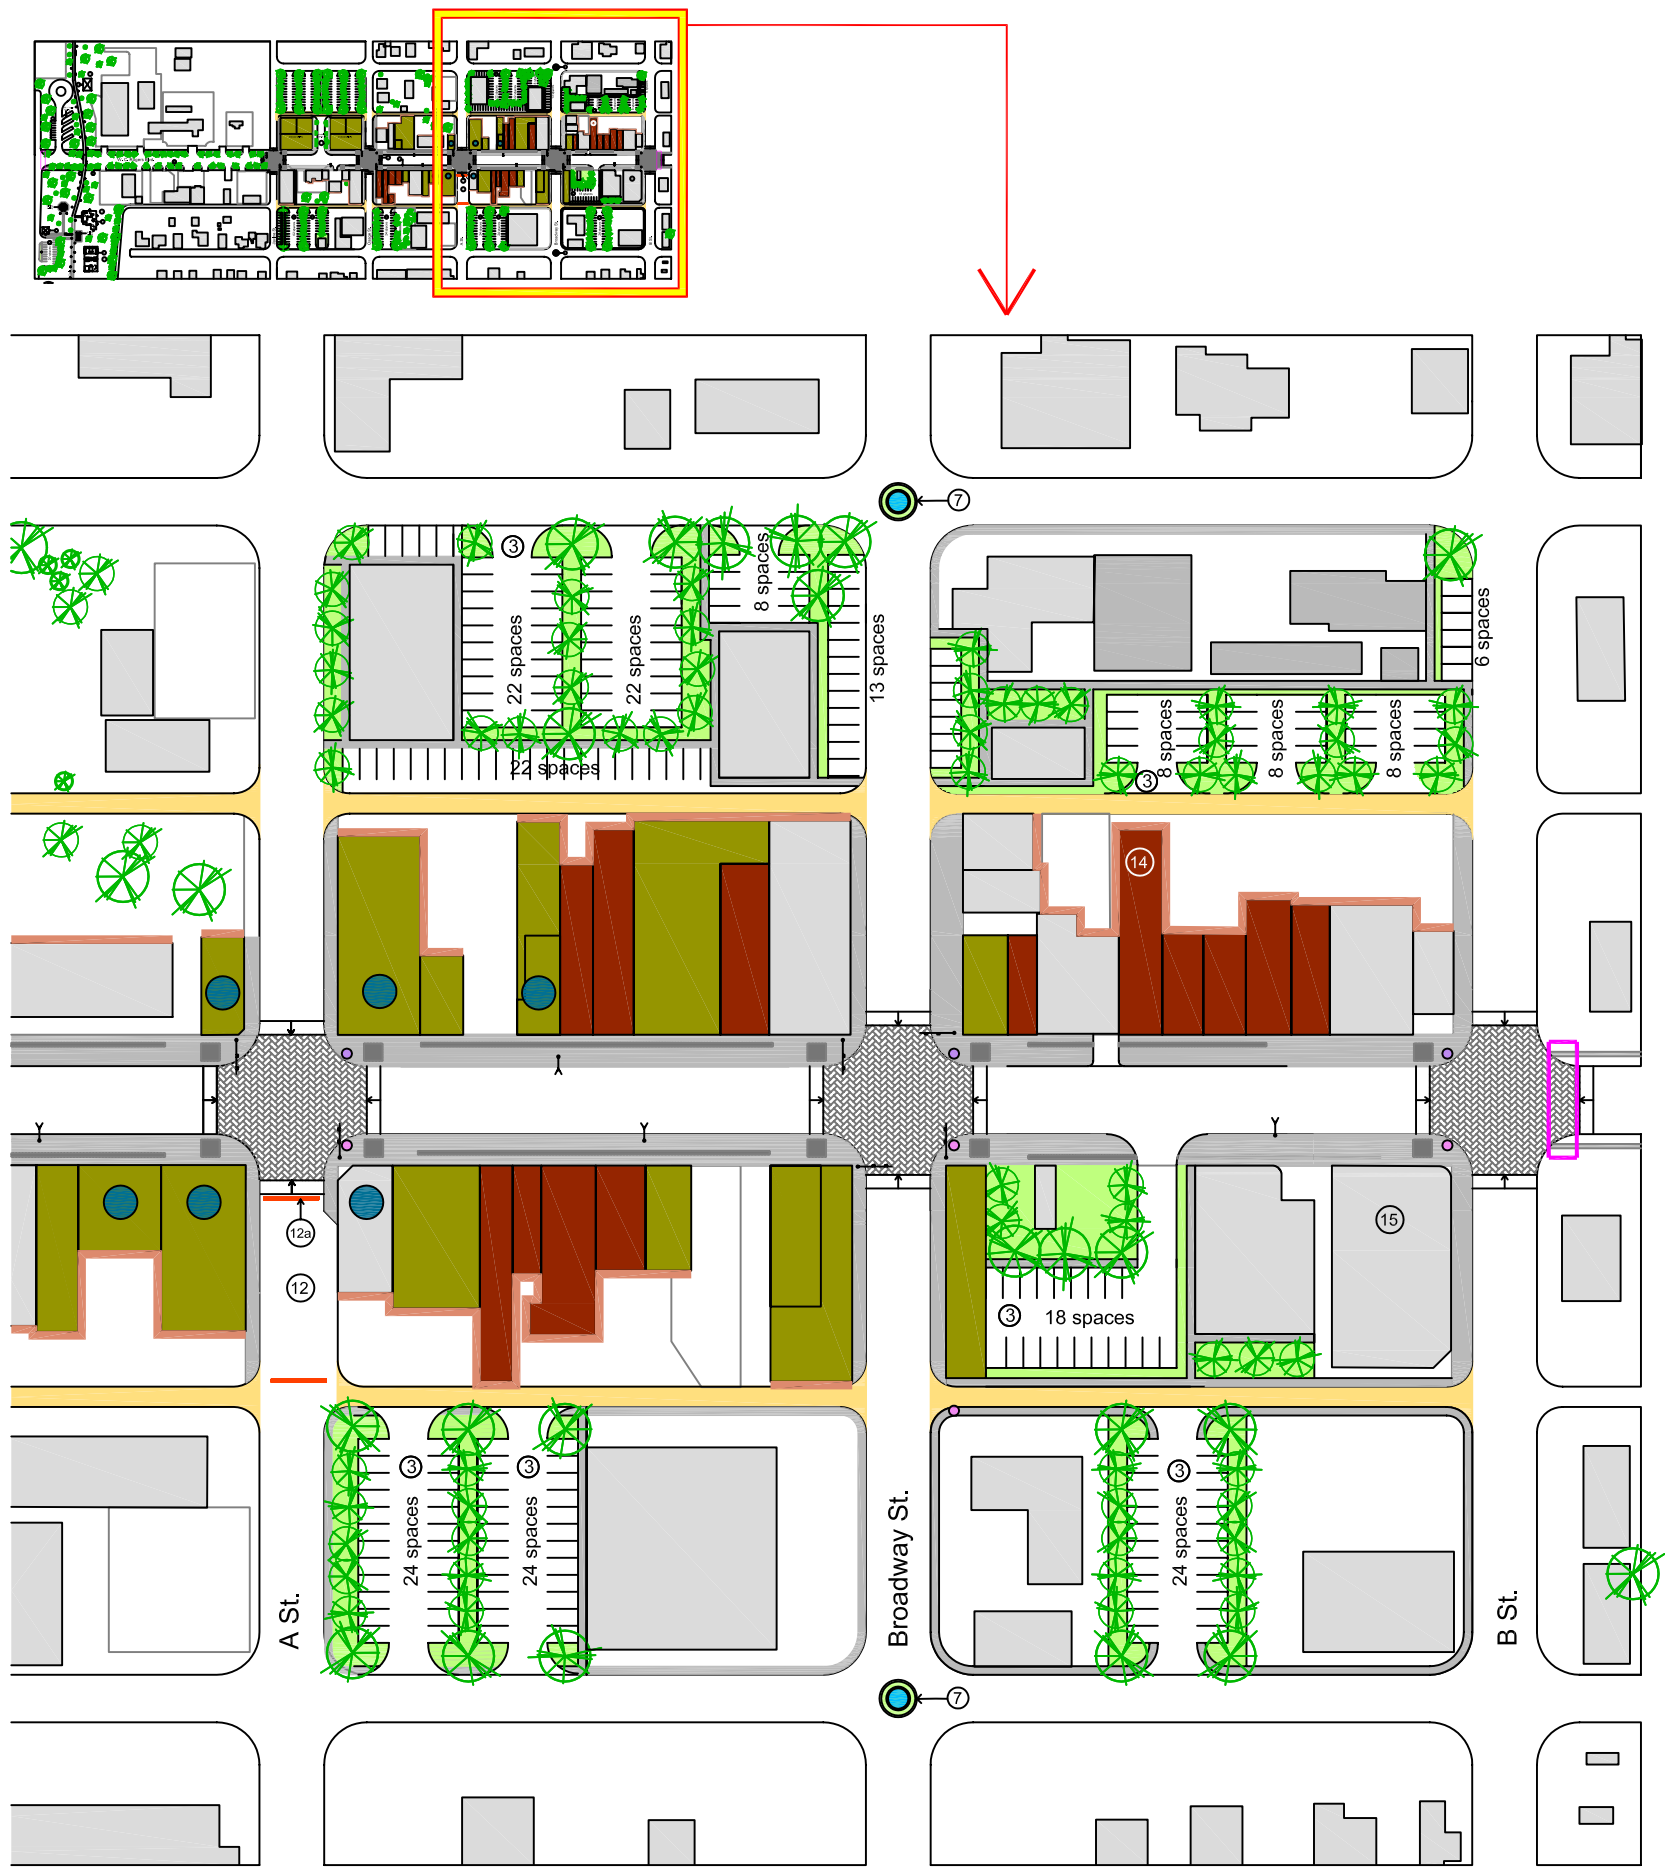 7
3
8 spaces
22 spaces
22 spaces
13 spaces
6 spaces
22 spaces
8 spaces
8 spaces
8 spaces
3
14
12a
12
15
3
18 spaces
3
3
3
24 spaces
24 spaces
24 spaces
A St.
Broadway St.
B St.
7